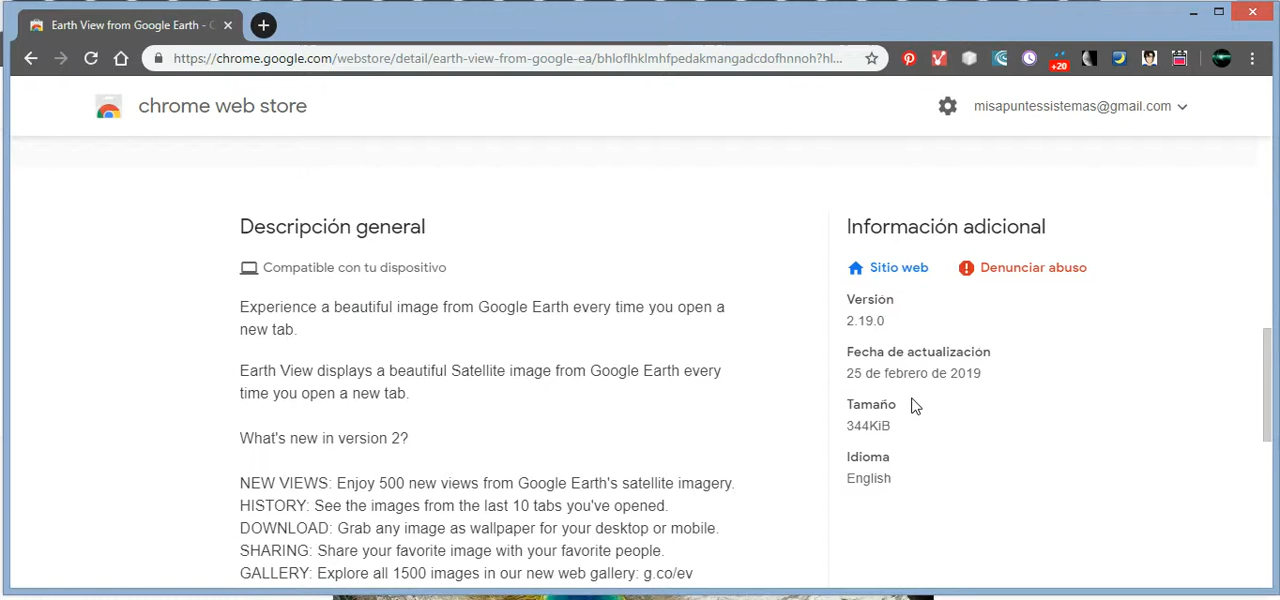 Earth View from Google Earth -
https://chrome.google.com/webstore/detail/earth-view-from-google-ea/bhloflhklmhfpedakmangadcdofhnnoh?hl...
+20
chrome web store
misapuntessistemas@gmail.com
Descripción general
Compatible con tu dispositivo
Experience a beautiful image from Google Earth every time you open a
new tab.
Earth View displays a beautiful Satellite image from Google Earth every
time you open a new tab.
What's new in version 2?
NEW VIEWS: Enjoy 500 new views from Google Earth's satellite imagery.
HISTORY: See the images from the last 10 tabs you've opened.
DOWNLOAD: Grab any image as wallpaper for your desktop or mobile.
SHARING: Share your favorite image with your favorite people.
GALLERY: Explore all 1500 images in our new web gallery: g.co/ev
Información adicional
Sitio web
Denunciar abuso
Versión
2.19.0
Fecha de actualización
25 de febrero de 2019
Tamaño
344KiB
Idioma
English